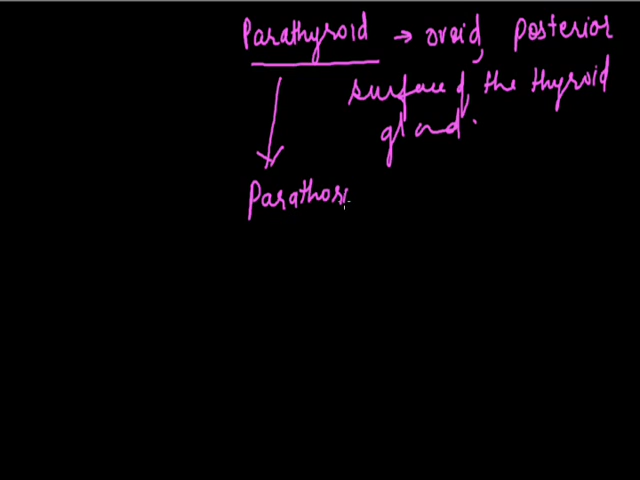 Parathyroid → ovoid, posterior
surface of the thyroid
gland.
Parathor